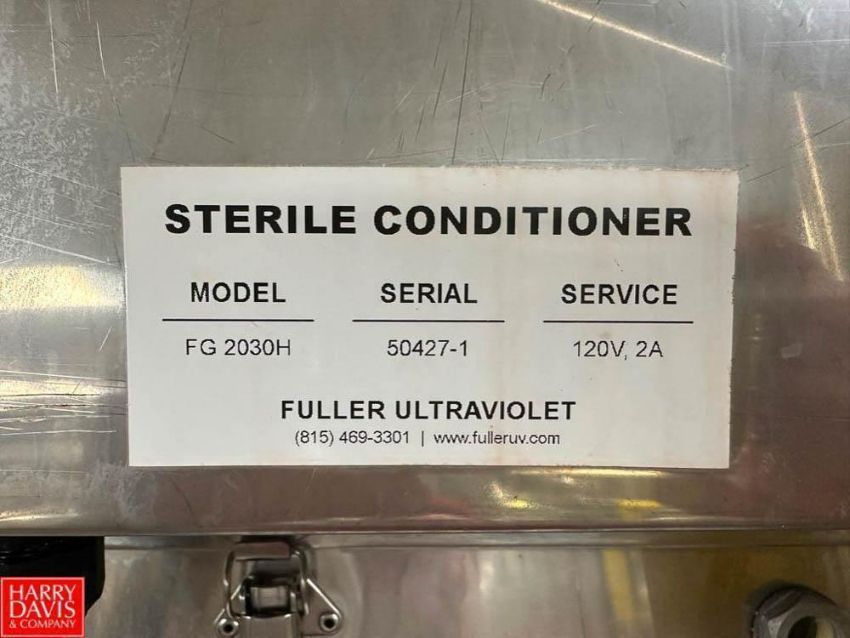 STERILE CONDITIONER
MODEL SERIAL SERVICE
FG 2030H 50427-1 120V, 2A
FULLER ULTRAVIOLET
(815) 469-3301 | www.fulleruv.com
HARRY
DAVIS
& COMPANY